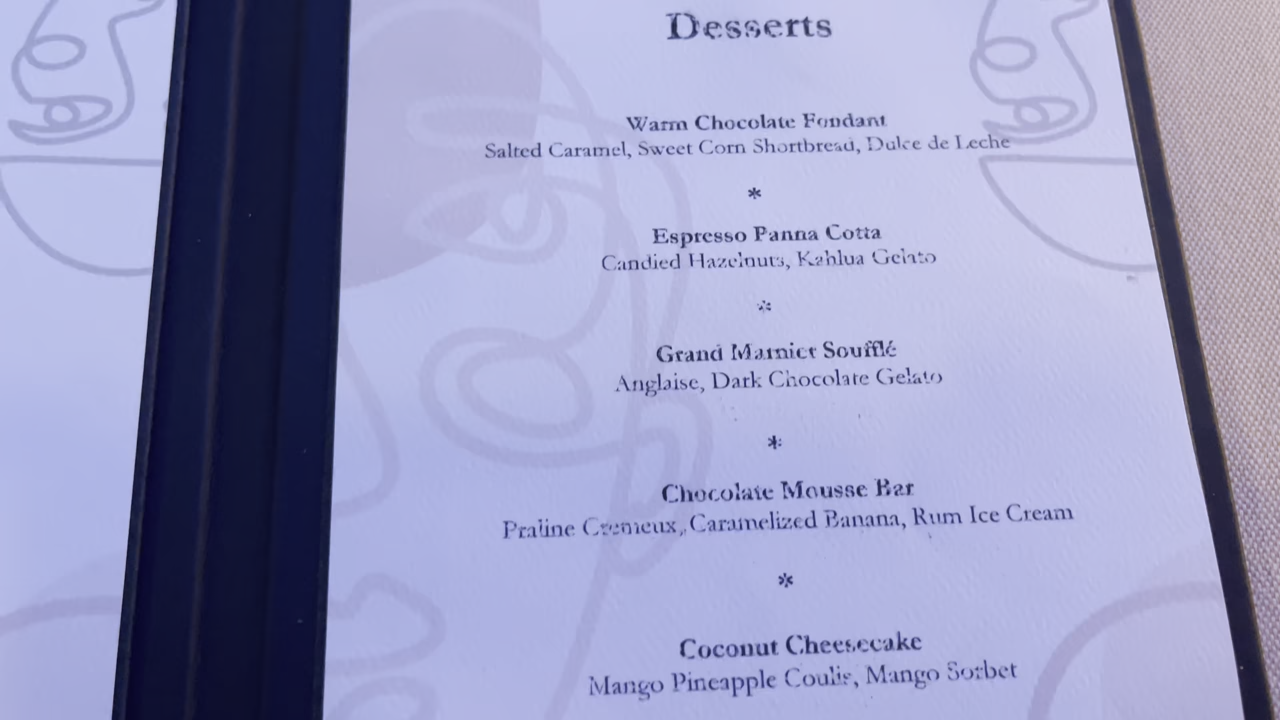 Desserts
Warm Chocolate Fondant
Salted Caramel, Sweet Corn Shortbread, Dulce de Leche
*
Espresso Panna Cotta
Candied Hazelnuts, Kahlua Gelato
*
Grand Marnier Soufflé
Anglaise, Dark Chocolate Gelato
*
Chocolate Mousse Bar
Praline Cremeux, Caramelized Banana, Rum Ice Cream
*
Coconut Cheesecake
Mango Pineapple Coulis, Mango Sorbet